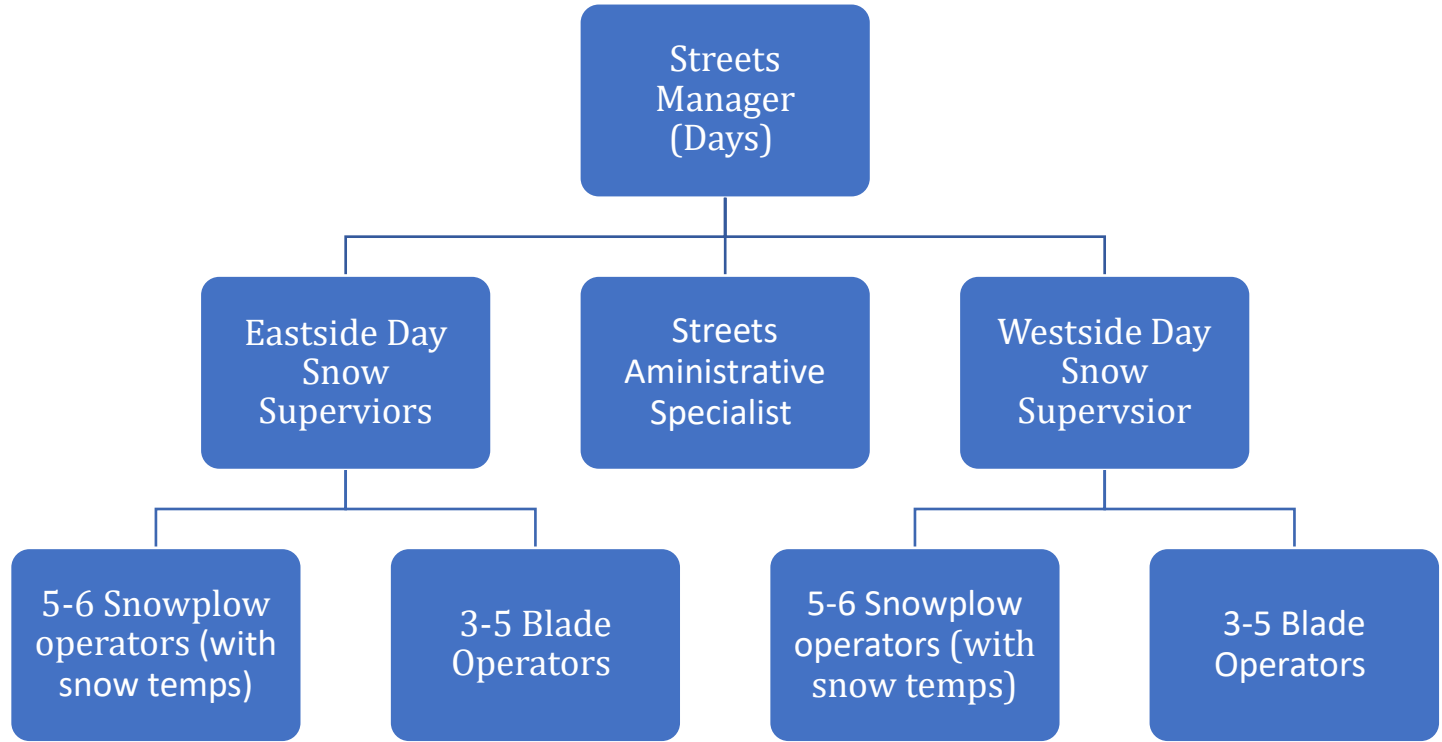 Streets
Manager
(Days)
Eastside Day
Snow
Superviors
Streets
Aministrative
Specialist
Westside Day
Snow
Supervsior
5-6 Snowplow
operators (with
snow temps)
3-5 Blade
Operators
5-6 Snowplow
operators (with
snow temps)
3-5 Blade
Operators